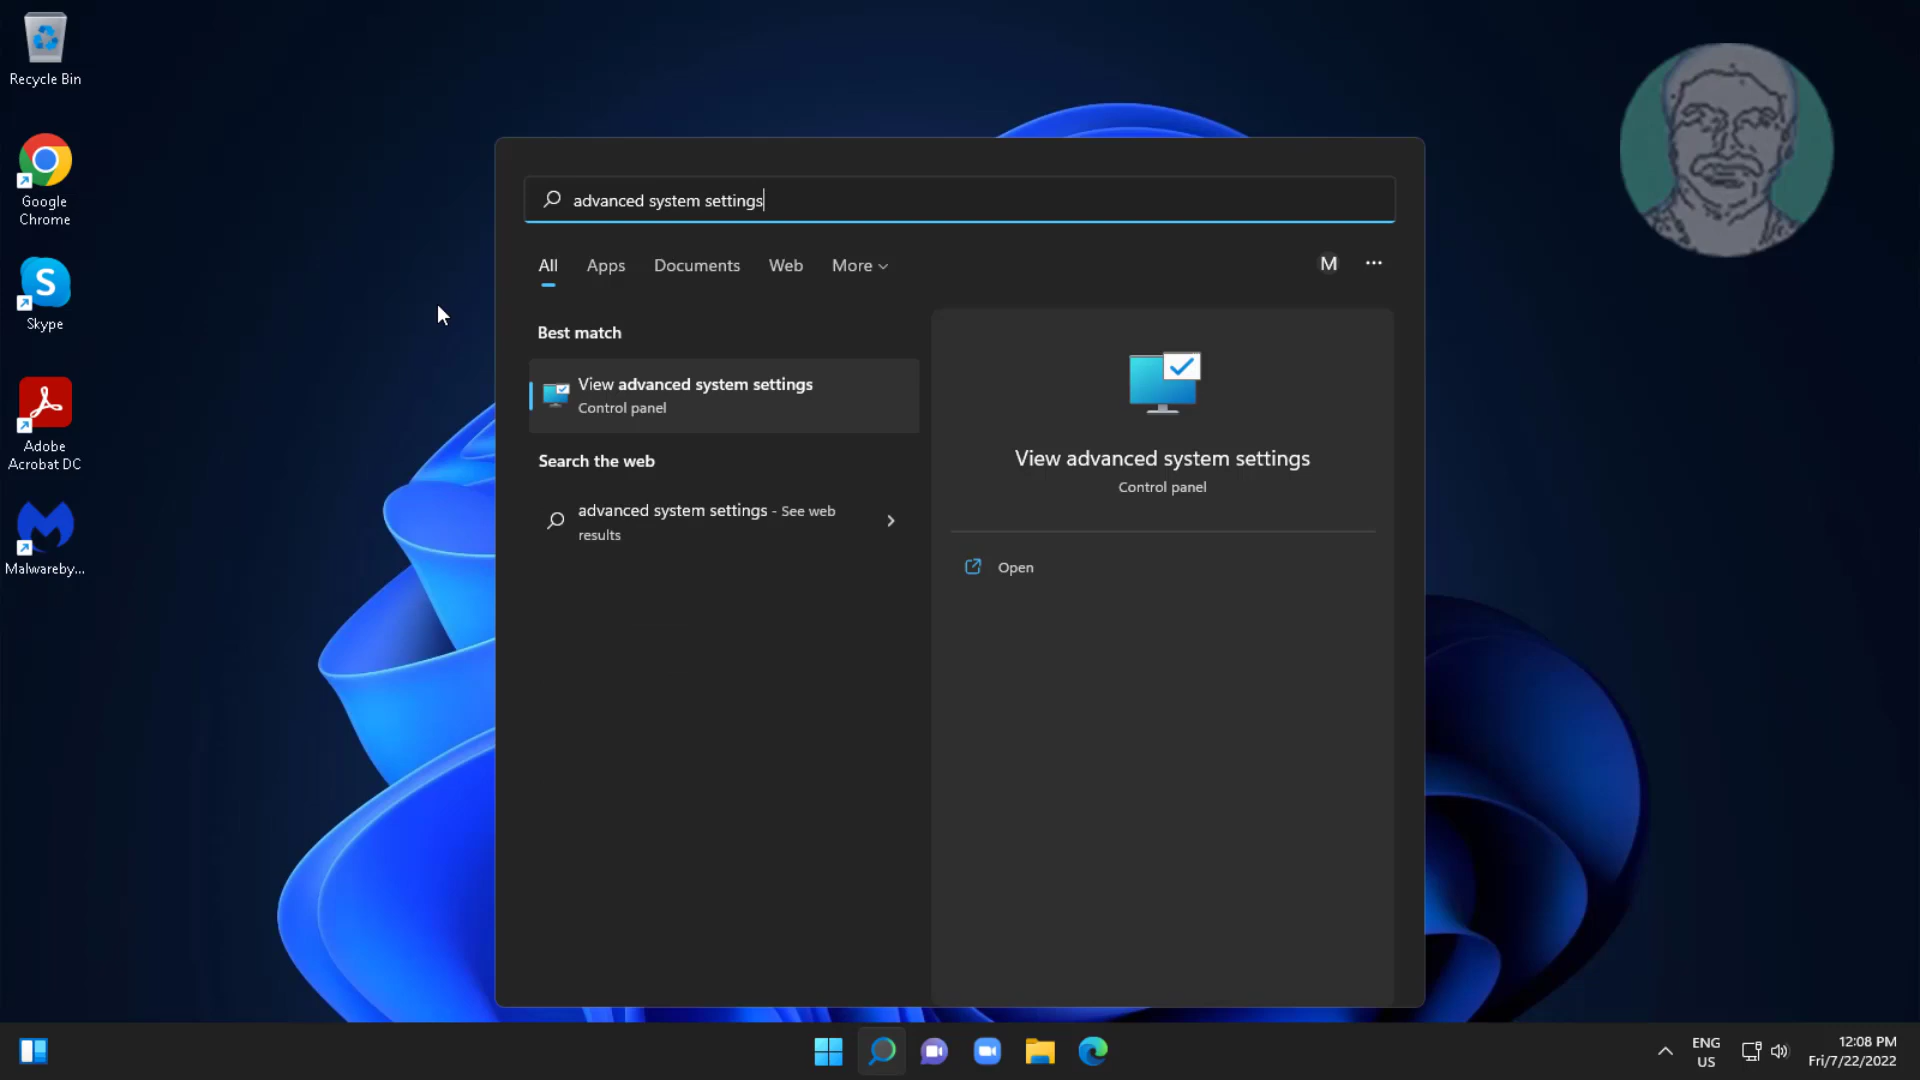 Recycle Bin
Google
Chrome
Skype
Adobe
Acrobat DC
Malwareby...
advanced system settings
All Apps Documents Web More
M
Best match
View advanced system settings
Control panel
Search the web
advanced system settings - See web
results
View advanced system settings
Control panel
Open
ENG
US
12:08 PM
Fri/7/22/2022